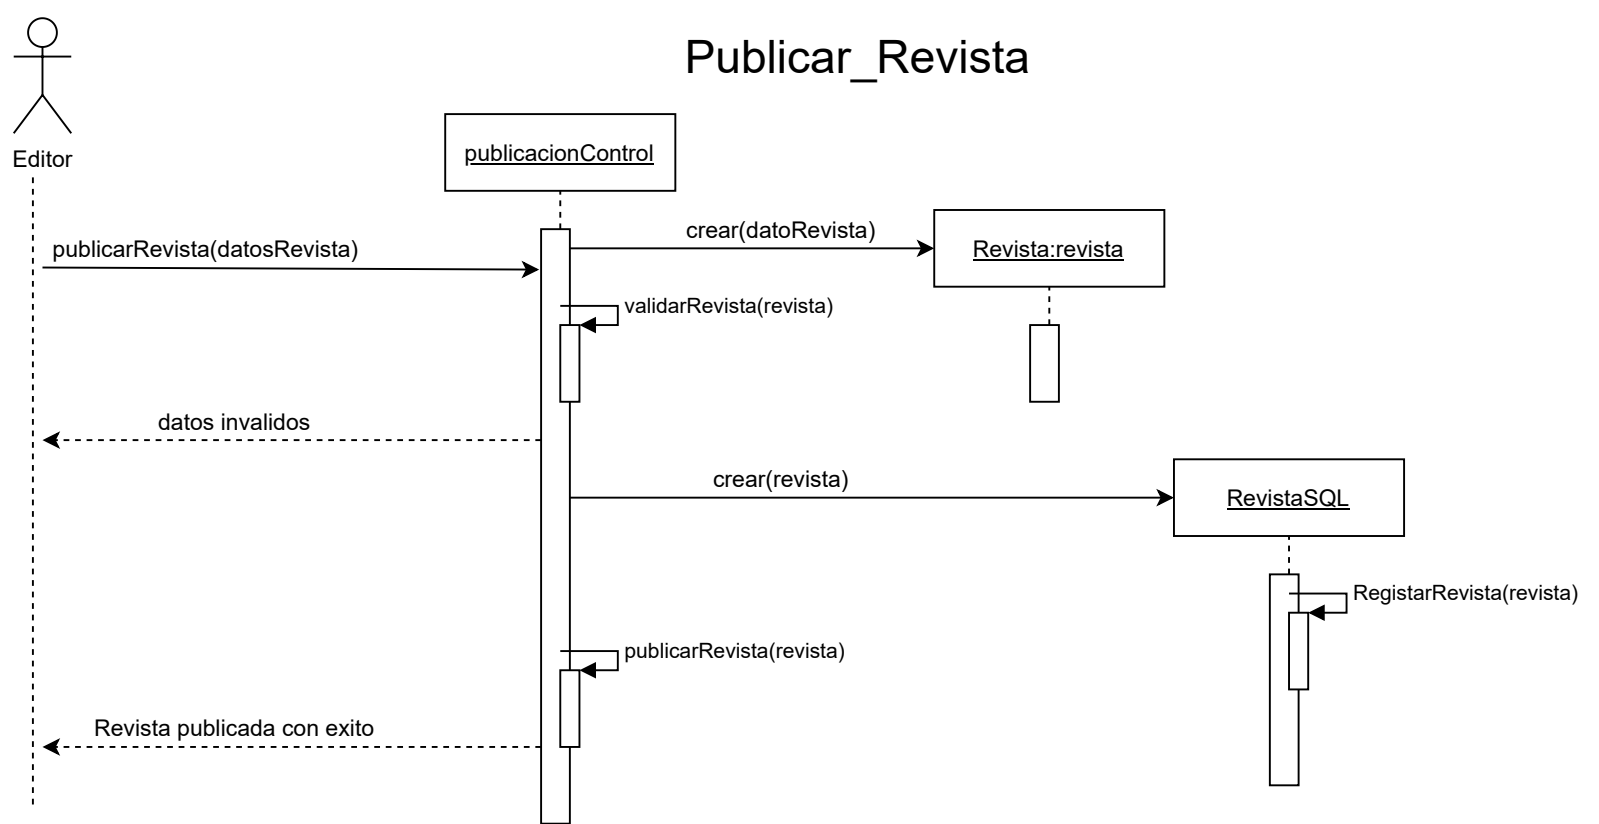 Publicar_Revista
Editor
publicacionControl
publicarRevista(datosRevista)
crear(datoRevista)
Revista:revista
validarRevista(revista)
datos invalidos
crear(revista)
RevistaSQL
RegistarRevista(revista)
publicarRevista(revista)
Revista publicada con exito